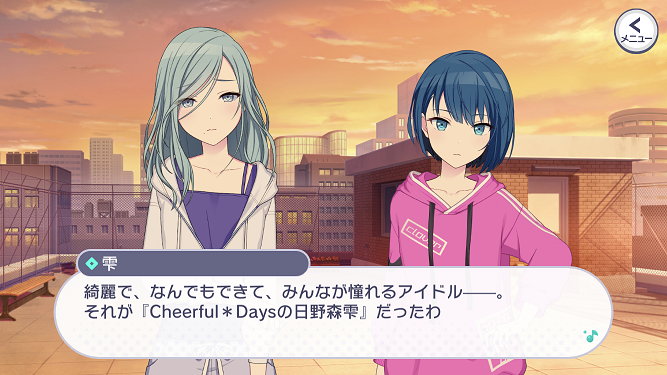 メニュー
clover
雫
綺麗で、なんでもできて、みんなが憧れるアイドル——。
それが『Cheerful＊Daysの日野森雫』だったわ